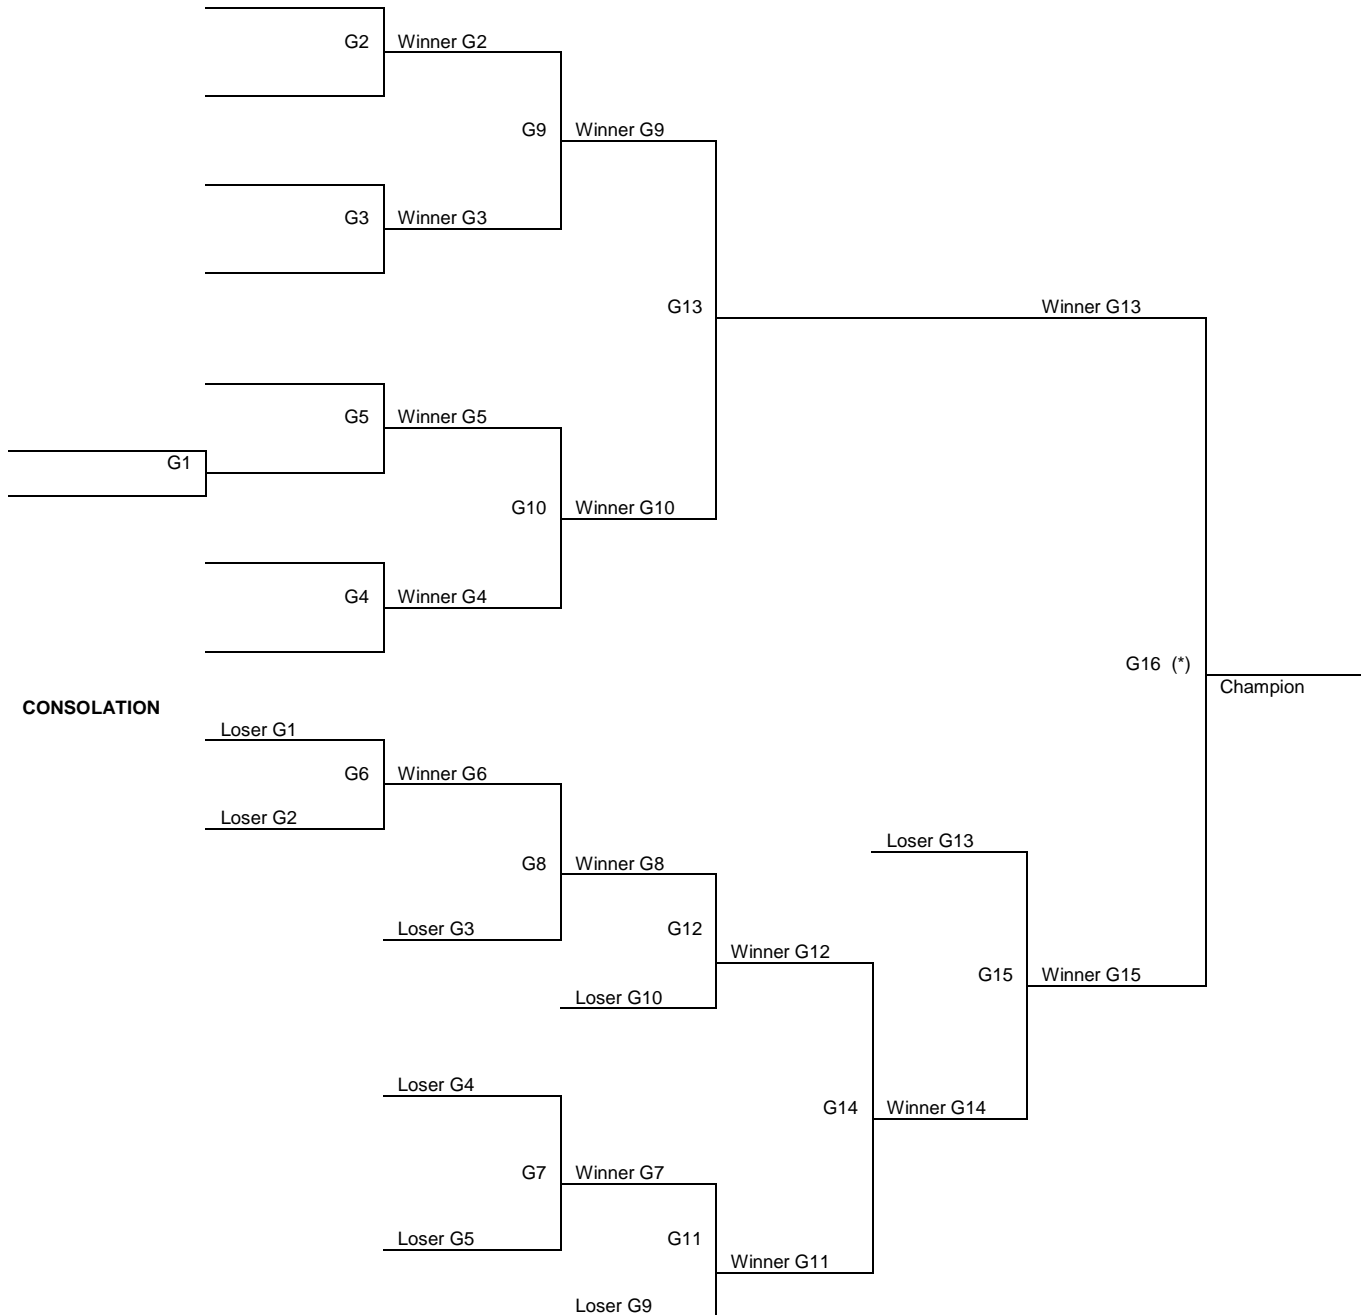 G2 Winner G2
G9 Winner G9
G3 Winner G3
G13 Winner G13
G5 Winner G5
G1
G10 Winner G10
G4 Winner G4
G16 (*)
Champion
CONSOLATION
Loser G1
G6 Winner G6
Loser G2
Loser G13
G8 Winner G8
Loser G3
G12
Winner G12
G15 Winner G15
Loser G10
Loser G4
G14 Winner G14
G7 Winner G7
Loser G5
G11
Winner G11
Loser G9